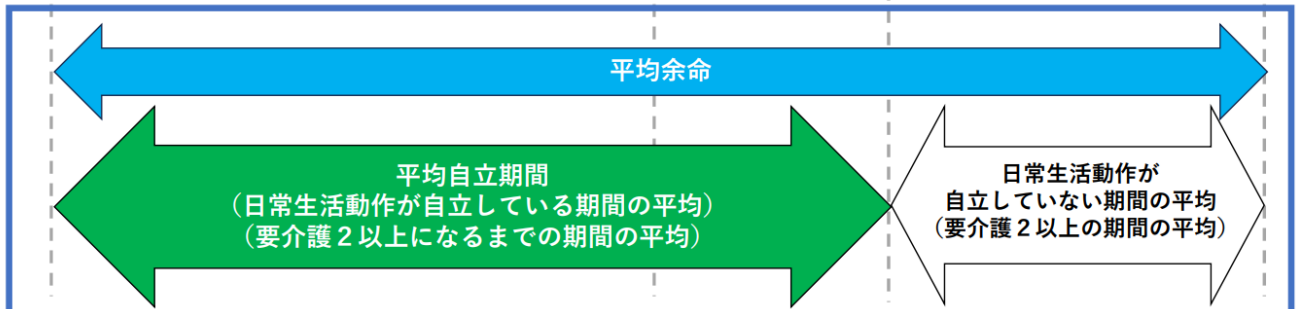 平均余命
平均自立期間
（日常生活動作が自立している期間の平均）
（要介護２以上になるまでの期間の平均）
日常生活動作が
自立していない期間の平均
（要介護２以上の期間の平均）